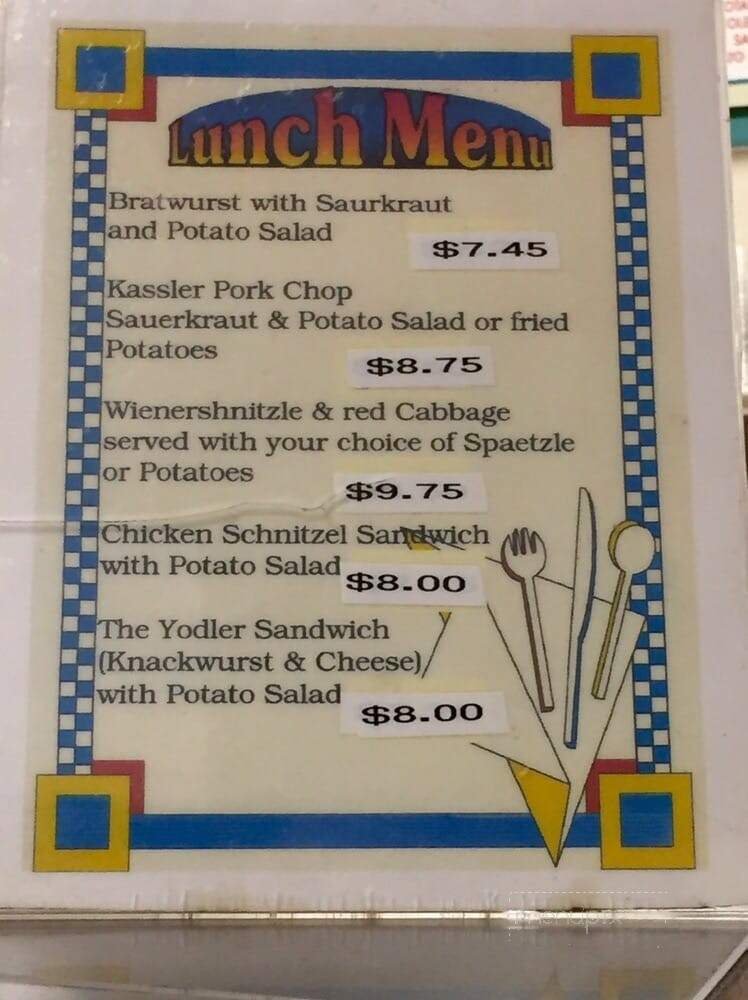 Lunch Menu
Bratwurst with Saurkraut
and Potato Salad
$7.45
Kassler Pork Chop
Sauerkraut & Potato Salad or fried
Potatoes
$8.75
Wienershnitzle & red Cabbage
served with your choice of Spaetzle
or Potatoes
$9.75
Chicken Schnitzel Sandwich
with Potato Salad
$8.00
The Yodler Sandwich
(Knackwurst & Cheese)
with Potato Salad
$8.00
menupix